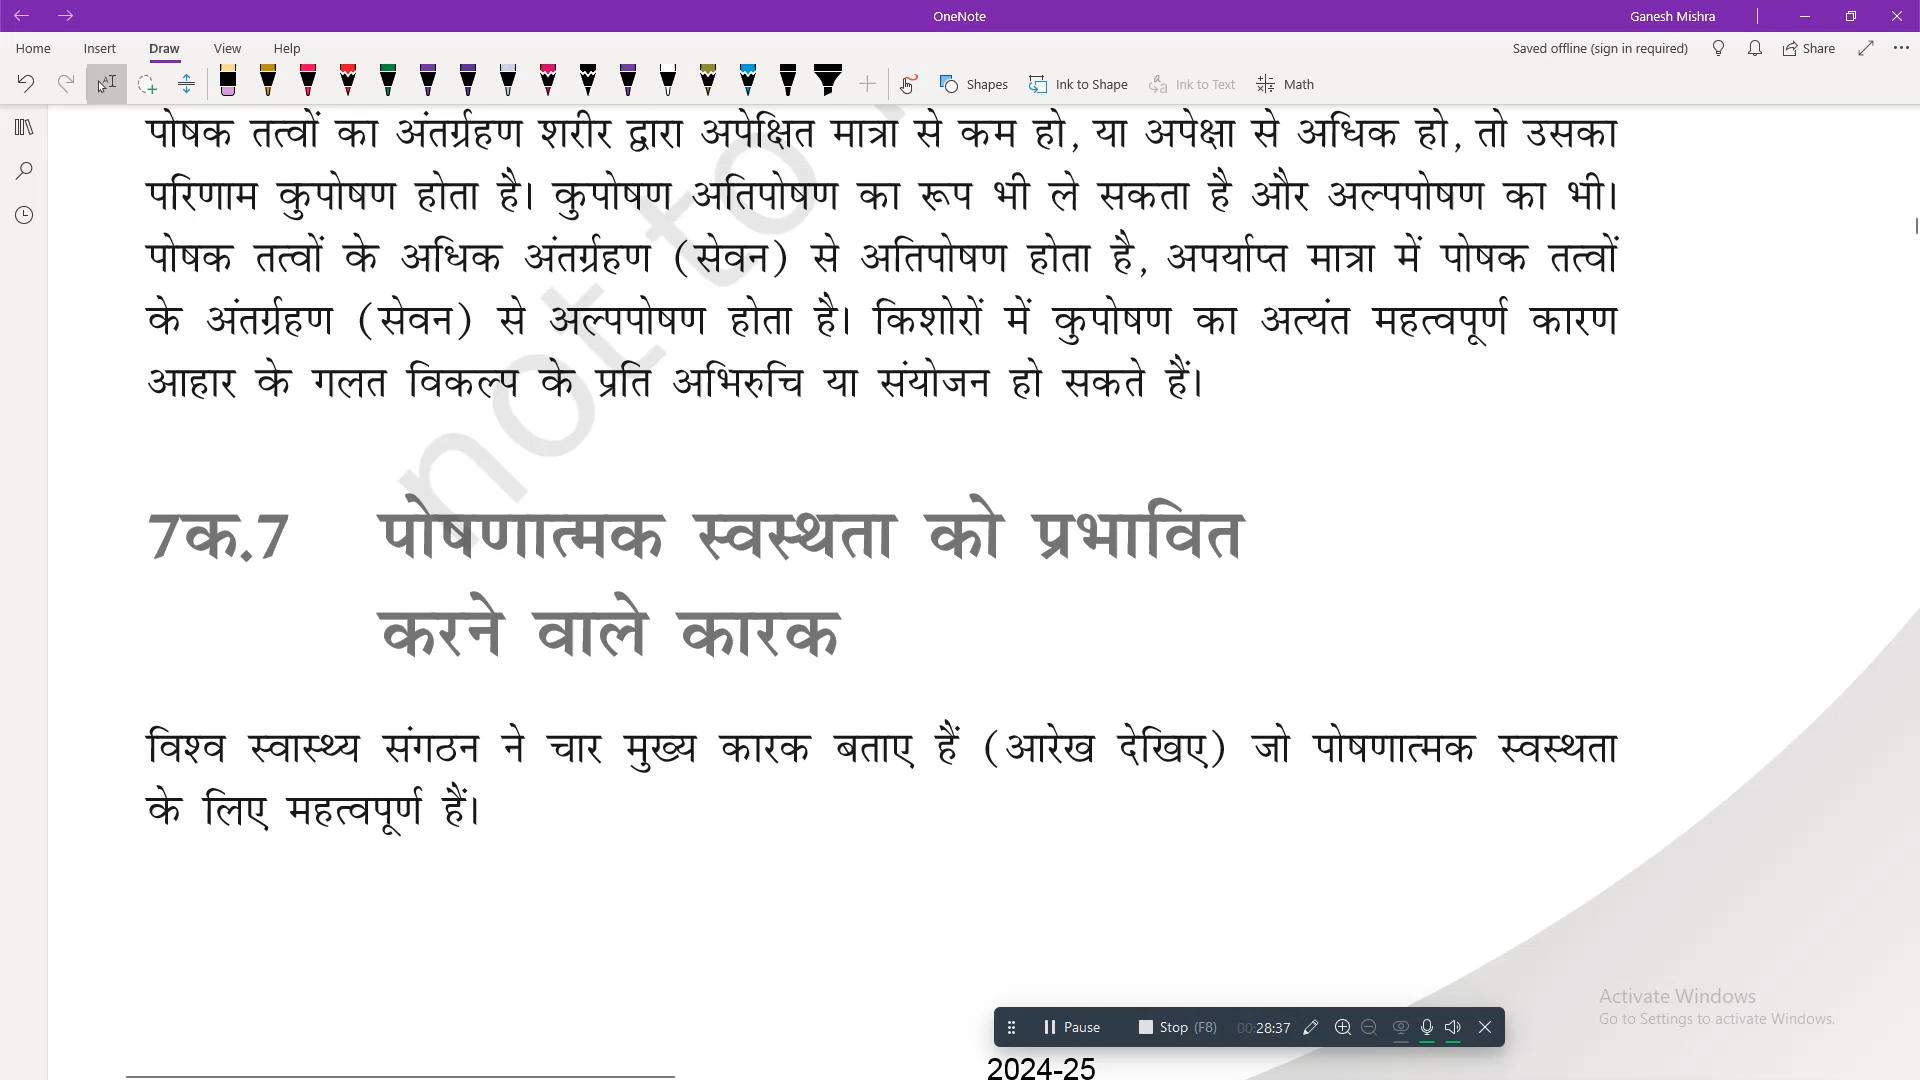 OneNote
Ganesh Mishra
Home Insert Draw View Help
Saved offline (sign in required) Share
Shapes Ink to Shape Ink to Text Math
पोषक तत्वों का अंतर्ग्रहण शरीर द्वारा अपेक्षित मात्रा से कम हो, या अपेक्षा से अधिक हो, तो उसका
परिणाम कुपोषण होता है। कुपोषण अतिपोषण का रूप भी ले सकता है और अल्पपोषण का भी।
पोषक तत्वों के अधिक अंतर्ग्रहण (सेवन) से अतिपोषण होता है, अपर्याप्त मात्रा में पोषक तत्वों
के अंतर्ग्रहण (सेवन) से अल्पपोषण होता है। किशोरों में कुपोषण का अत्यंत महत्वपूर्ण कारण
आहार के गलत विकल्प के प्रति अभिरुचि या संयोजन हो सकते हैं।
not to
7क.7 पोषणात्मक स्वस्थता को प्रभावित
करने वाले कारक
विश्व स्वास्थ्य संगठन ने चार मुख्य कारक बताए हैं (आरेख देखिए) जो पोषणात्मक स्वस्थता
के लिए महत्वपूर्ण हैं।
Activate Windows
Go to Settings to activate Windows.
Pause Stop (F8) 00:28:37
2024-25